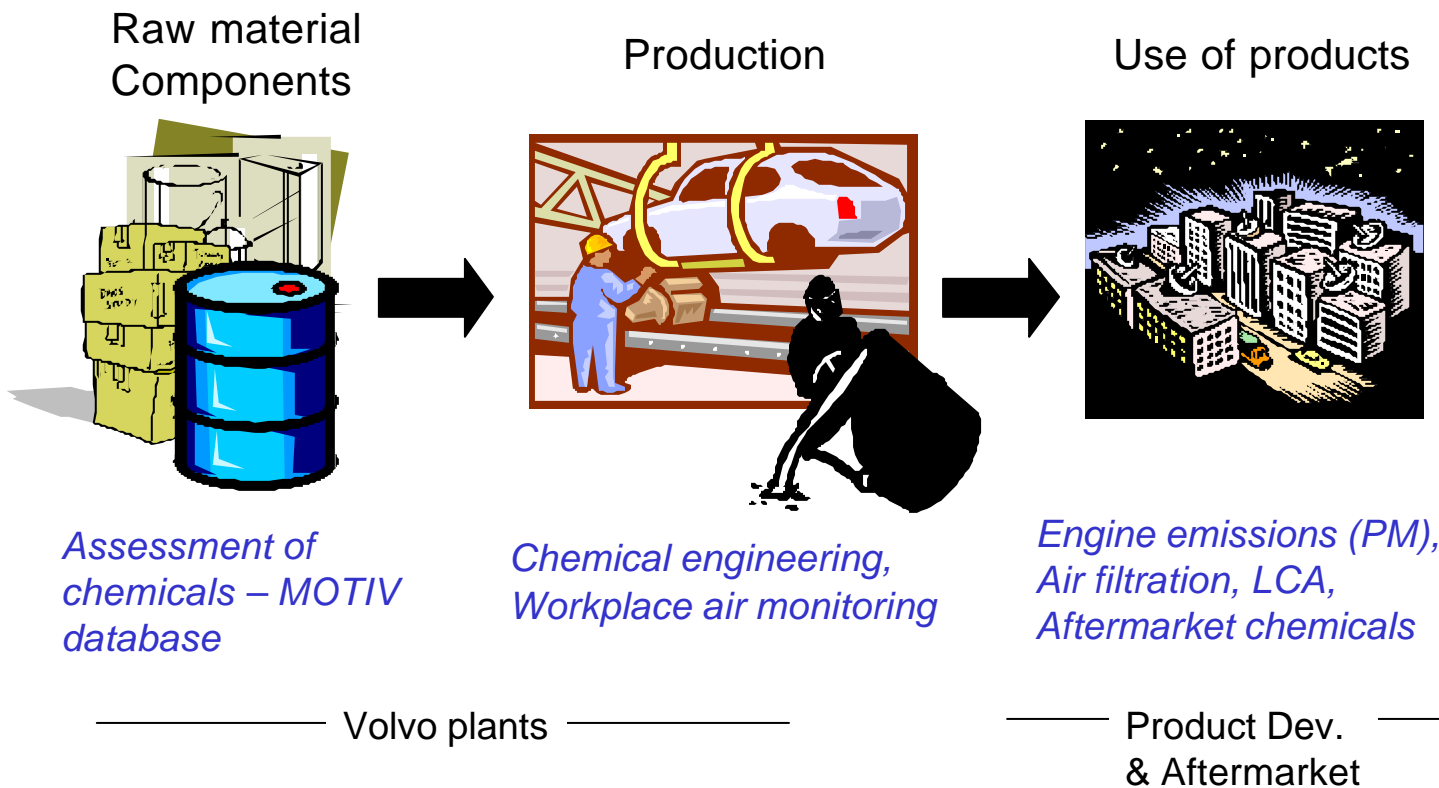 Raw material
Components
Production
Use of products
Assessment of
chemicals – MOTIV
database
Chemical engineering,
Workplace air monitoring
Engine emissions (PM),
Air filtration, LCA,
Aftermarket chemicals
Volvo plants
Product Dev.
& Aftermarket